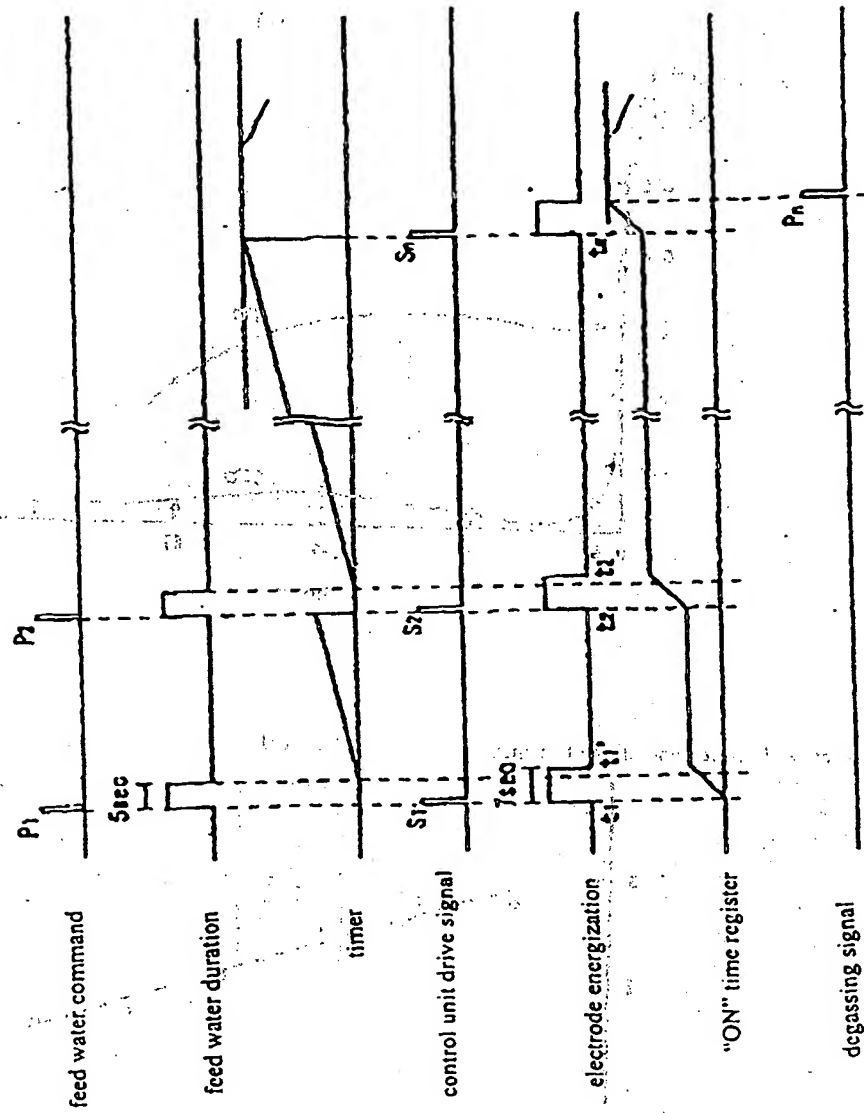 P1
P2
feed water command
5sec
feed water duration
timer
S1
S2
Sn
control unit drive signal
7sec
t1
t1'
t2
t2'
tn
electrode energization
"ON" time register
Pn
degassing signal